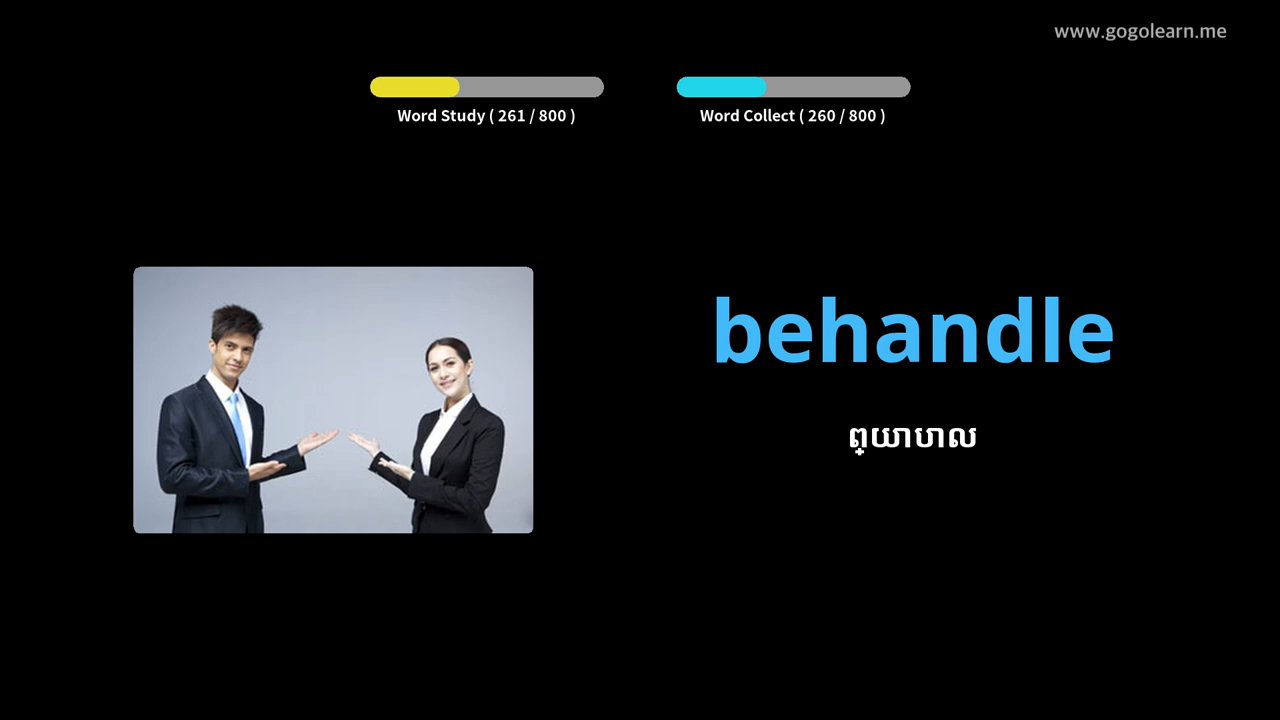 www.gogolearn.me
Word Study ( 261 / 800 )
Word Collect ( 260 / 800 )
behandle
ព្យាបាល